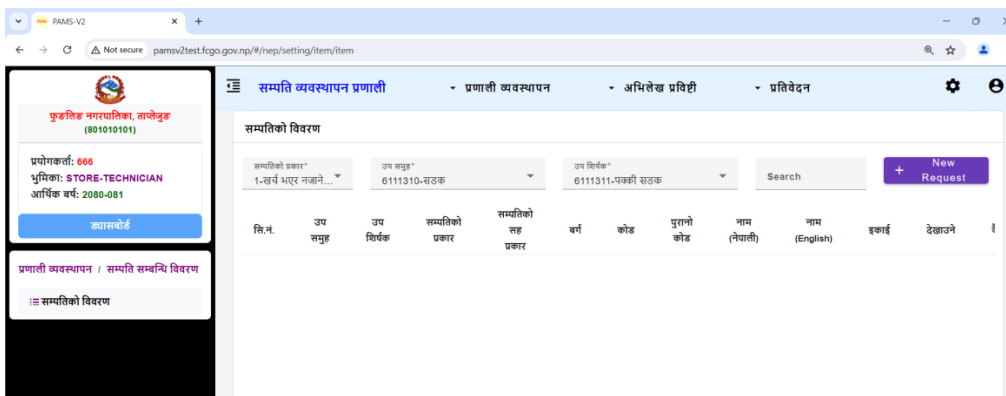 PAMS-V2
Not secure pamsv2test.fcgo.gov.np/#/nep/setting/item/item
फुङलिङ नगरपालिका, ताप्लेजुङ
(801010101)
प्रयोगकर्ता: 666
भुमिका: STORE-TECHNICIAN
आर्थिक बर्ष: 2080-081
ड्यासबोर्ड
प्रणाली व्यवस्थापन / सम्पति सम्बन्धि विवरण
सम्पतिको विवरण
सम्पति व्यवस्थापन प्रणाली
प्रणाली व्यवस्थापन
अभिलेख प्रविष्टी
प्रतिवेदन
सम्पतिको विवरण
सम्पतिको प्रकार* उप समुह* उप शिर्षक*
1-खर्च भएर नजाने... 6111310-सडक 6111311-पक्की सडक Search
+ New Request
सि.नं. उप समुह उप शिर्षक सम्पतिको प्रकार सम्पतिको सह प्रकार बर्ग कोड पुरानो कोड नाम (नेपाली) नाम (English) इकाई देखाउने